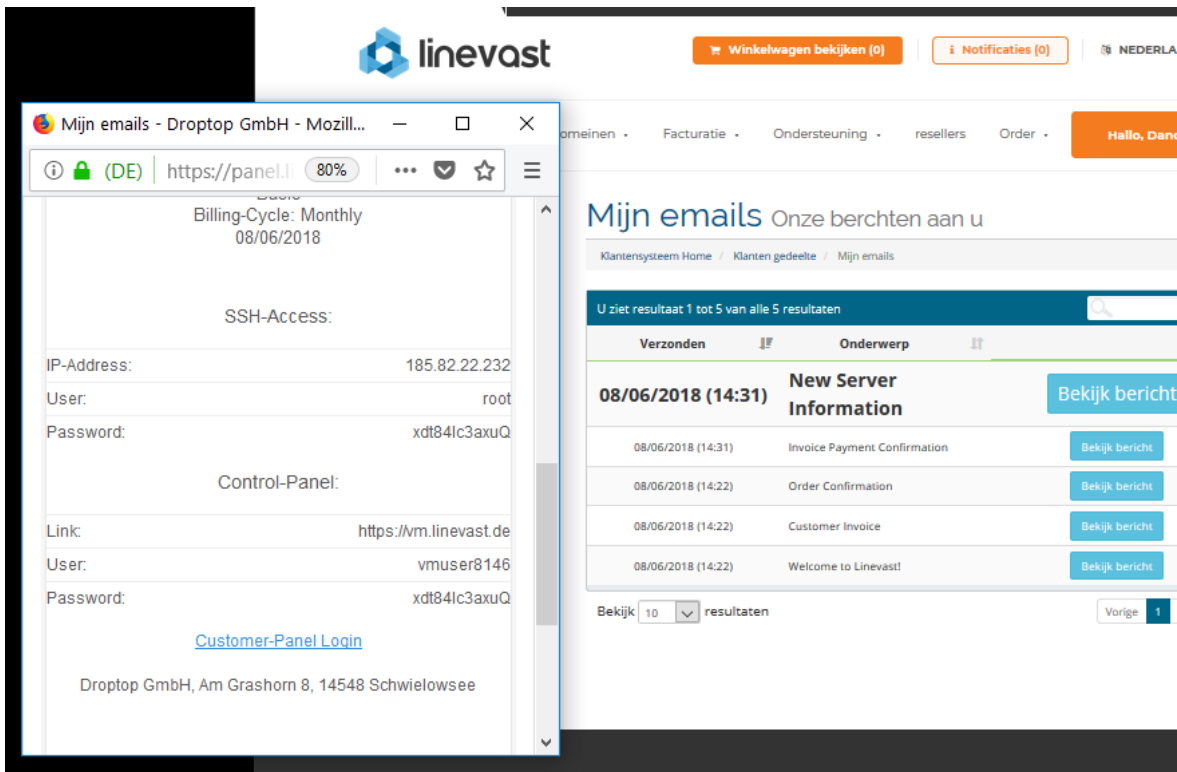 linevast
Winkelwagen bekijken (0)
i Notificaties (0)
NEDERLA
omeinen
Facturatie
Ondersteuning
resellers
Order
Hallo, Dan
Mijn emails - Droptop GmbH - Mozill...
(DE) https://panel.li 80%
Billing-Cycle: Monthly
08/06/2018
SSH-Access:
IP-Address: 185.82.22.232
User: root
Password: xdt84lc3axuQ
Control-Panel:
Link: https://vm.linevast.de
User: vmuser8146
Password: xdt84lc3axuQ
Customer-Panel Login
Droptop GmbH, Am Grashorn 8, 14548 Schwielowsee
Mijn emails Onze berchten aan u
Klantensysteem Home / Klanten gedeelte / Mijn emails
U ziet resultaat 1 tot 5 van alle 5 resultaten
Verzonden Onderwerp
08/06/2018 (14:31) New Server Information Bekijk bericht
08/06/2018 (14:31) Invoice Payment Confirmation Bekijk bericht
08/06/2018 (14:22) Order Confirmation Bekijk bericht
08/06/2018 (14:22) Customer Invoice Bekijk bericht
08/06/2018 (14:22) Welcome to Linevast! Bekijk bericht
Bekijk 10 resultaten
Vorige 1